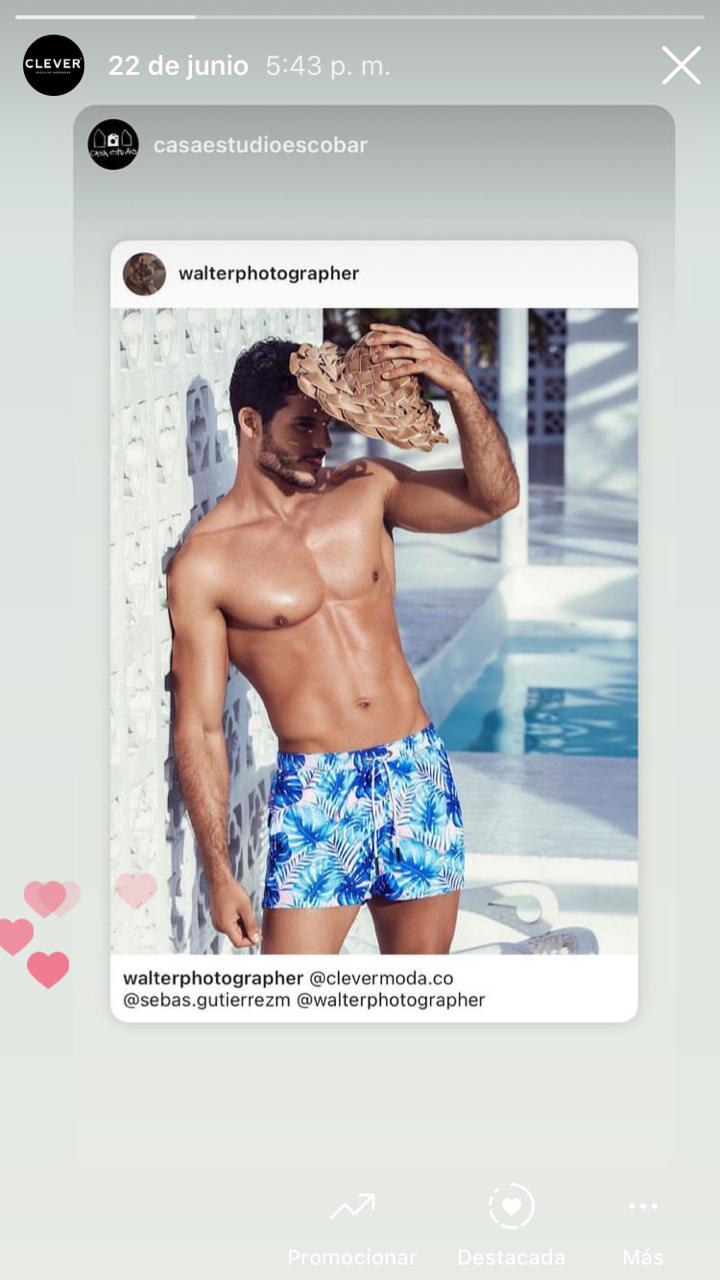 CLEVER
22 de junio 5:43 p. m.
casaestudioescobar
walterphotographer
walterphotographer @clevermoda.co
@sebas.gutierrezm @walterphotographer
Promocionar
Destacada
Más